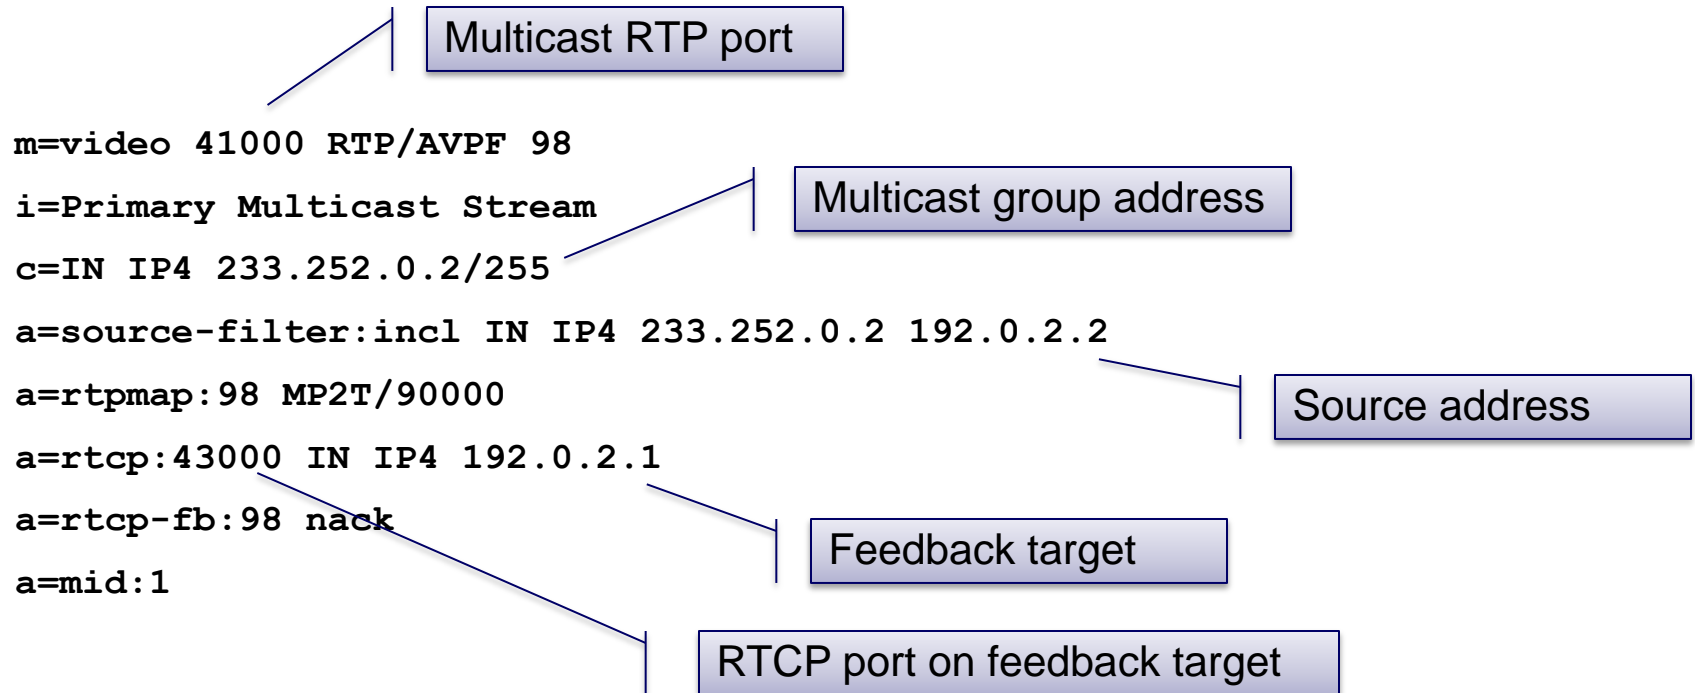 Multicast RTP port
m=video 41000 RTP/AVPF 98
i=Primary Multicast Stream
Multicast group address
c=IN IP4 233.252.0.2/255
a=source-filter:incl IN IP4 233.252.0.2 192.0.2.2
a=rtpmap:98 MP2T/90000
Source address
a=rtcp:43000 IN IP4 192.0.2.1
a=rtcp-fb:98 nack
Feedback target
a=mid:1
RTCP port on feedback target